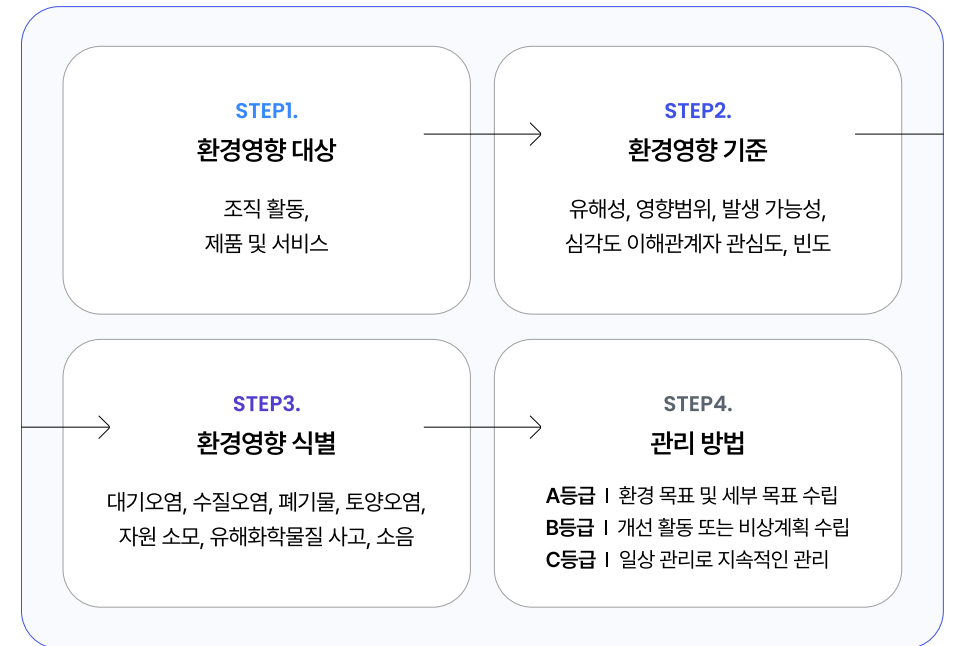 STEP1.
환경영향 대상
조직 활동,
제품 및 서비스
STEP2.
환경영향 기준
유해성, 영향범위, 발생 가능성,
심각도 이해관계자 관심도, 빈도
STEP3.
환경영향 식별
대기오염, 수질오염, 폐기물, 토양오염,
자원 소모, 유해화학물질 사고, 소음
STEP4.
관리 방법
A등급 ㅣ 환경 목표 및 세부 목표 수립
B등급 ㅣ 개선 활동 또는 비상계획 수립
C등급 ㅣ 일상 관리로 지속적인 관리